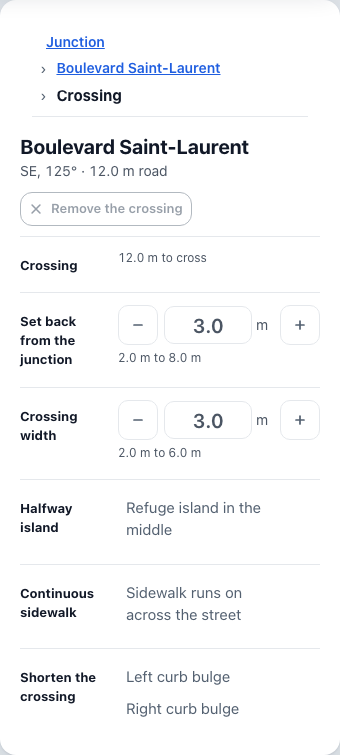 Junction
› Boulevard Saint-Laurent
› Crossing
Boulevard Saint-Laurent
SE, 125° · 12.0 m road
✕ Remove the crossing
Crossing
12.0 m to cross
Set back
from the
junction
− 3.0 m +
2.0 m to 8.0 m
Crossing
width
− 3.0 m +
2.0 m to 6.0 m
Halfway
island
Refuge island in the
middle
Continuous
sidewalk
Sidewalk runs on
across the street
Shorten the
crossing
Left curb bulge
Right curb bulge